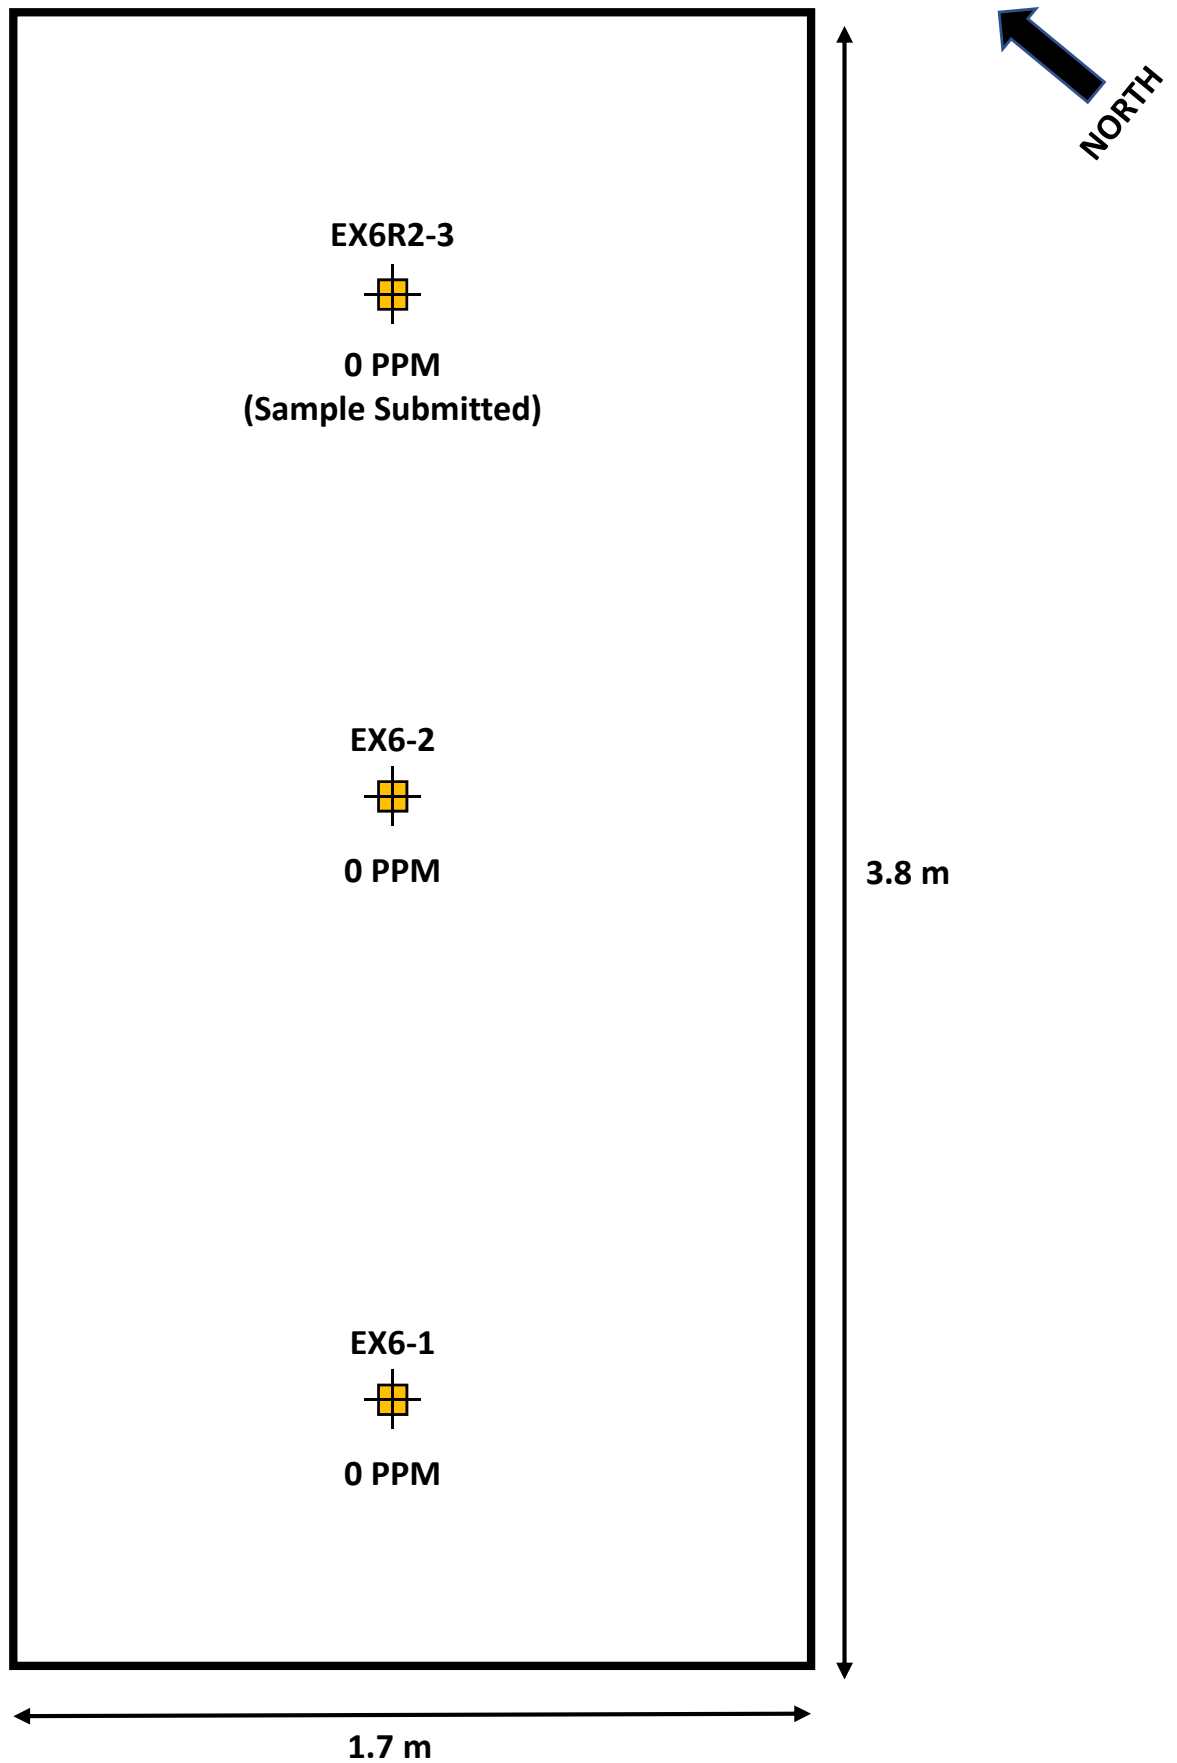 NORTH
EX6R2-3
0 PPM
(Sample Submitted)
EX6-2
0 PPM
3.8 m
EX6-1
0 PPM
1.7 m